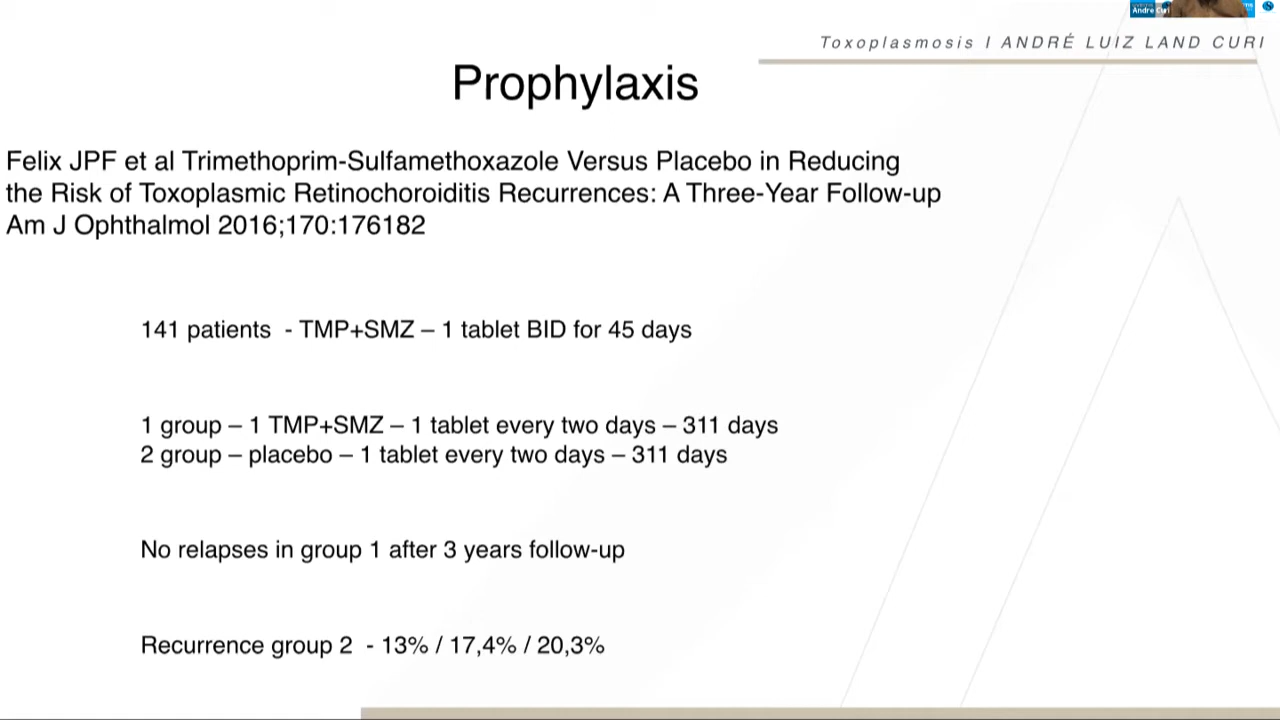 Andre Curi
Toxoplasmosis I ANDRÉ LUIZ LAND CURI
Prophylaxis
Felix JPF et al Trimethoprim-Sulfamethoxazole Versus Placebo in Reducing
the Risk of Toxoplasmic Retinochoroiditis Recurrences: A Three-Year Follow-up
Am J Ophthalmol 2016;170:176182
141 patients - TMP+SMZ – 1 tablet BID for 45 days
1 group – 1 TMP+SMZ – 1 tablet every two days – 311 days
2 group – placebo – 1 tablet every two days – 311 days
No relapses in group 1 after 3 years follow-up
Recurrence group 2 - 13% / 17,4% / 20,3%